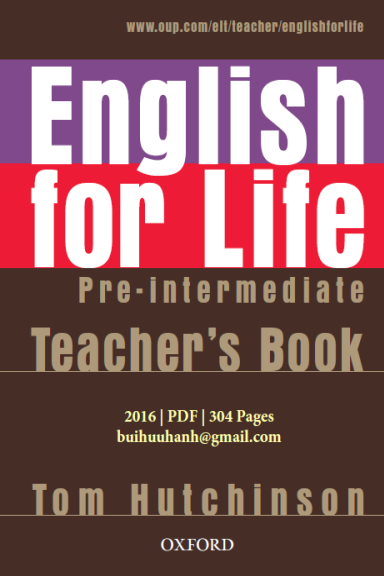 www.oup.com/elt/teacher/englishforlife
English
for Life
Pre-intermediate
Teacher's Book
2016 | PDF | 304 Pages
buihuuhanh@gmail.com
Tom Hutchinson
OXFORD